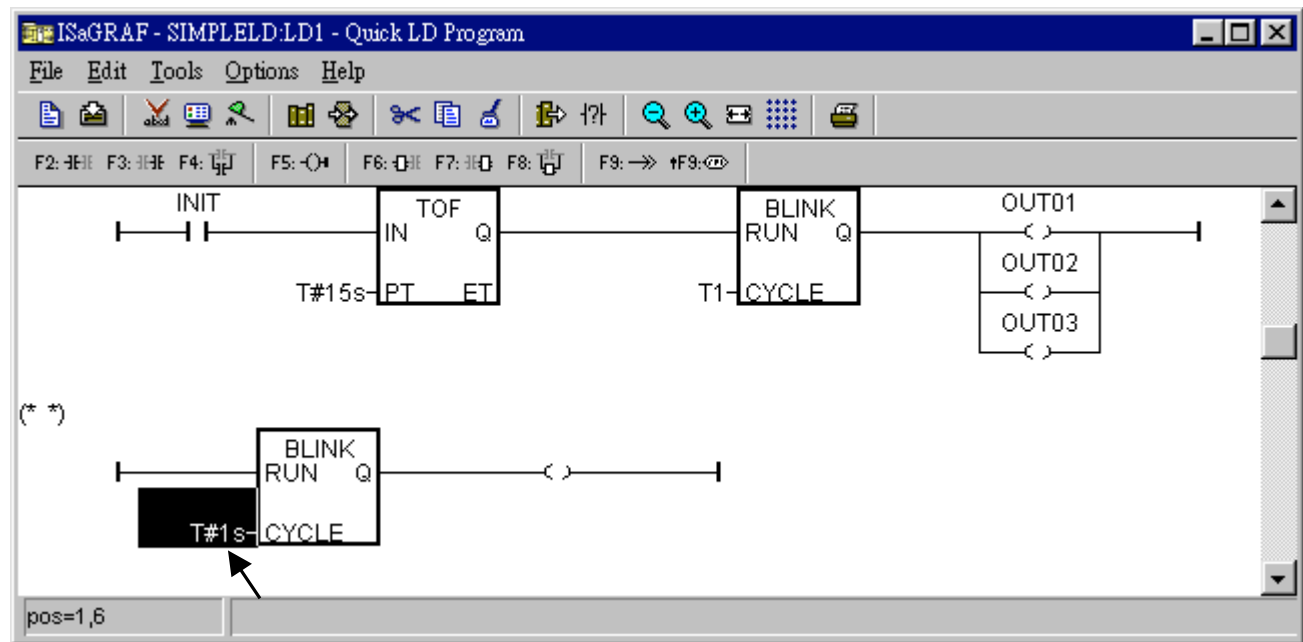 ISaGRAF - SIMPLELD:LD1 - Quick LD Program
File Edit Tools Options Help
F2: F3: F4: F5: F6: F7: F8: F9: F9:
INIT TOF BLINK OUT01
IN Q RUN Q
OUT02
T#15s PT ET T1 CYCLE
OUT03
(* *)
BLINK
RUN Q
T#1s CYCLE
pos=1,6